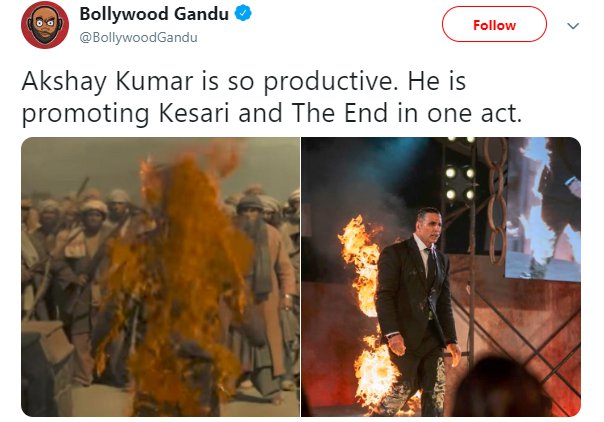 Bollywood Gandu
@BollywoodGandu
Follow
Akshay Kumar is so productive. He is
promoting Kesari and The End in one act.